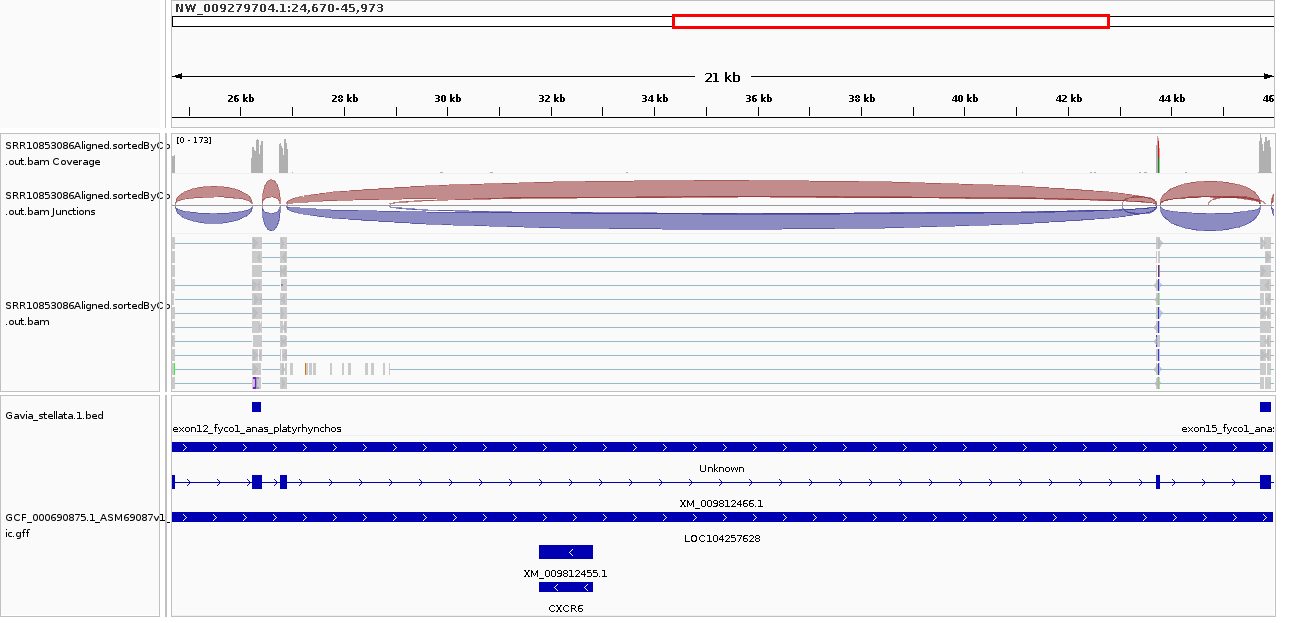 NW_009279704.1:24,670-45,973
21 kb
26 kb 28 kb 30 kb 32 kb 34 kb 36 kb 38 kb 40 kb 42 kb 44 kb 46
SRR10853086Aligned.sortedByCo
.out.bam Coverage
[0 - 173]
SRR10853086Aligned.sortedByCo
.out.bam Junctions
SRR10853086Aligned.sortedByCo
.out.bam
Gavia_stellata.1.bed
exon12_fyco1_anas_platyrhynchos exon15_fyco1_anas
Unknown
XM_009812466.1
GCF_000690875.1_ASM69087v1_
ic.gff
LOC104257628
XM_009812455.1
CXCR6